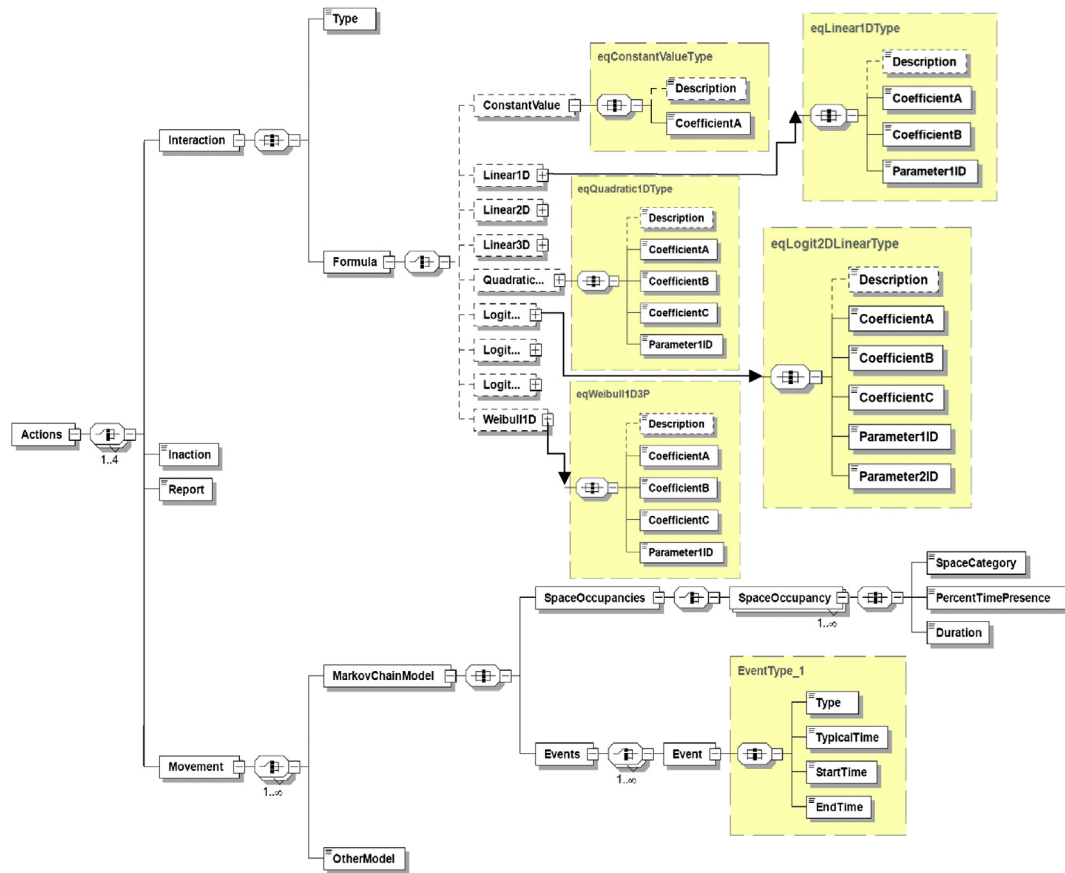 Type
eqLinear1DType
eqConstantValueType
Description
Description
ConstantValue
CoefficientA
CoefficientA
CoefficientB
Interaction
Linear1D
Parameter1ID
eqQuadratic1DType
Linear2D
Description
eqLogit2DLinearType
Linear3D
CoefficientA
Formula
Quadratic...
CoefficientB
Description
Logit...
CoefficientC
CoefficientA
Logit...
Parameter1ID
CoefficientB
Logit...
eqWeibull1D3P
CoefficientC
Weibull1D
Description
Actions
1..4
Inaction
CoefficientA
Parameter1ID
Report
CoefficientB
Parameter2ID
CoefficientC
Parameter1ID
SpaceCategory
SpaceOccupancies
SpaceOccupancy
PercentTimePresence
1..∞
Duration
MarkovChainModel
EventType_1
Type
TypicalTime
Events
Event
Movement
1..∞
StartTime
1..∞
EndTime
OtherModel